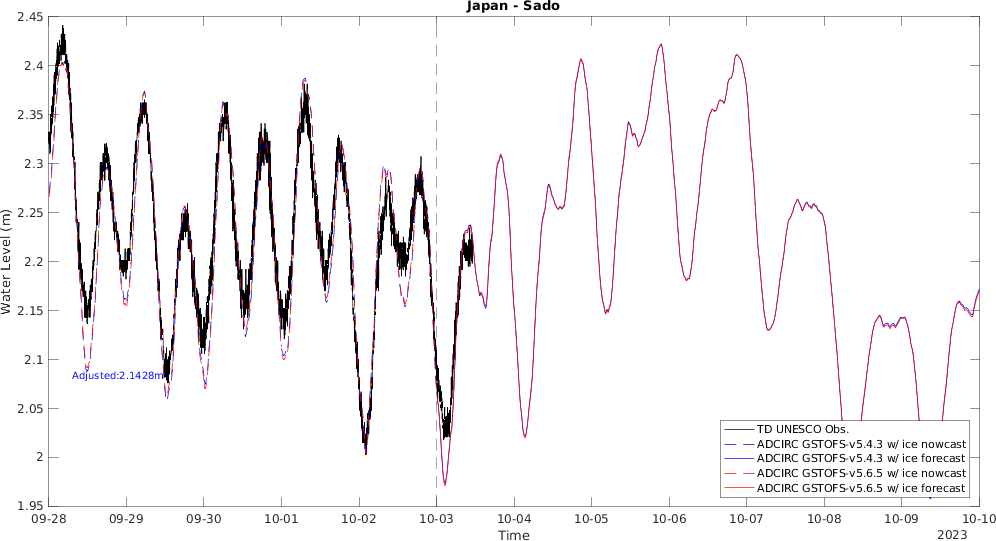 Japan - Sado
2.45
2.4
2.35
2.3
2.25
2.2
2.15
2.1
2.05
2
1.95
Water Level (m)
Adjusted:2.1428m
TD UNESCO Obs.
ADCIRC GSTOFS-v5.4.3 w/ ice nowcast
ADCIRC GSTOFS-v5.4.3 w/ ice forecast
ADCIRC GSTOFS-v5.6.5 w/ ice nowcast
ADCIRC GSTOFS-v5.6.5 w/ ice forecast
09-28 09-29 09-30 10-01 10-02 10-03 10-04 10-05 10-06 10-07 10-08 10-09 10-10
Time
2023